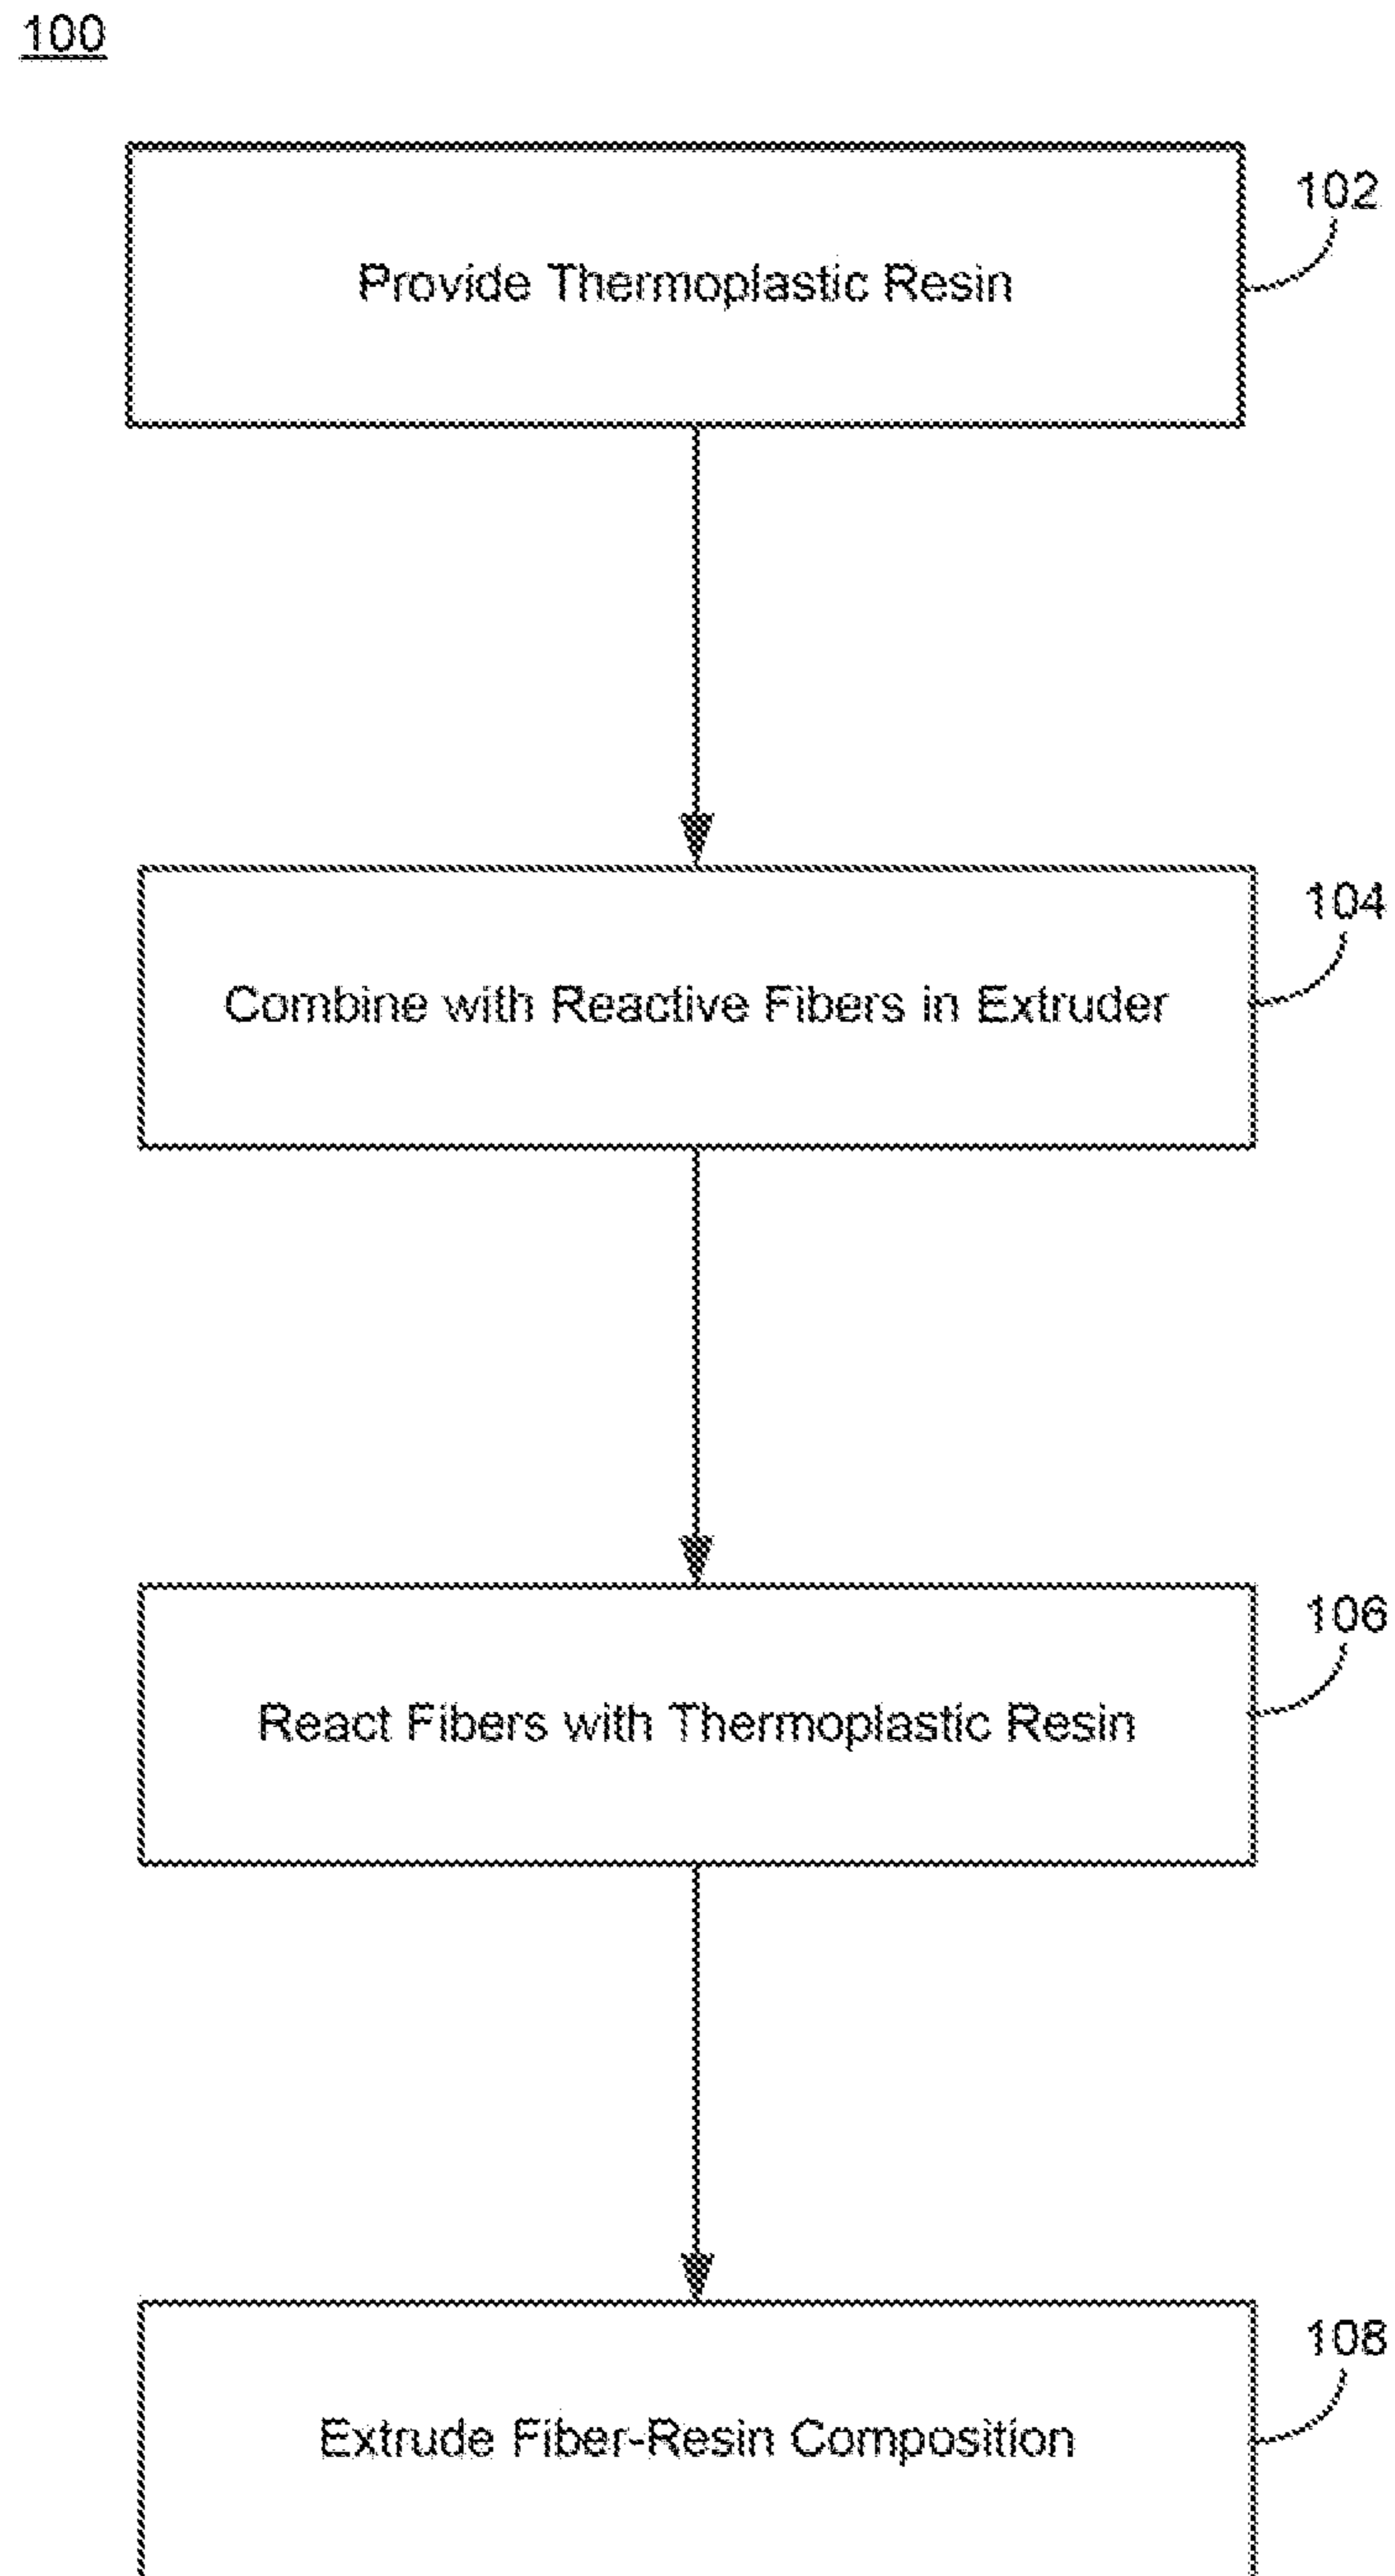 100
102
Provide Thermoplastic Resin
104
Combine with Reactive Fibers in Extruder
106
React Fibers with Thermoplastic Resin
108
Extrude Fiber-Resin Composition